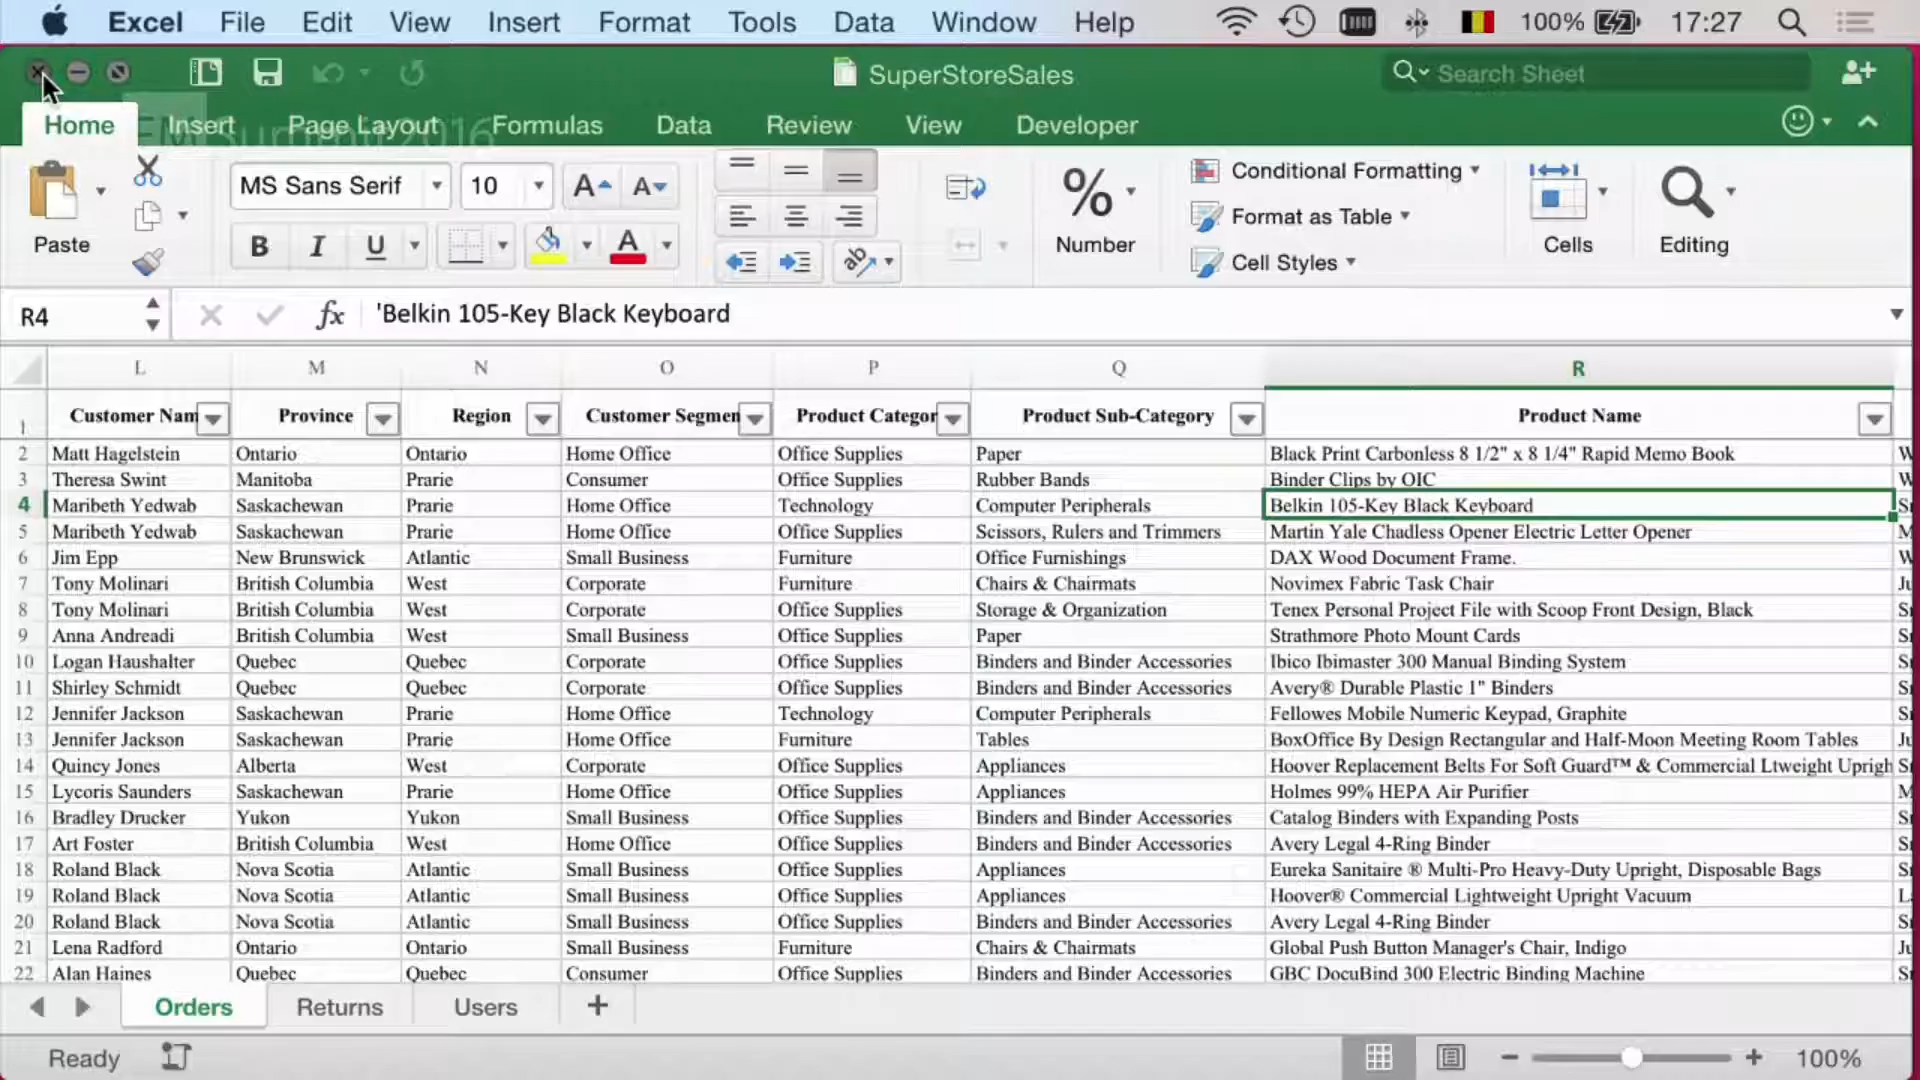 Excel File Edit View Insert Format Tools Data Window Help 100% 17:27
SuperStoreSales Search Sheet
Home Insert Page Layout Formulas Data Review View Developer
Summit 2016
MS Sans Serif 10 Conditional Formatting
Format as Table
Paste B I U A Number Cell Styles Cells Editing
R4 fx 'Belkin 105-Key Black Keyboard
L M N O P Q R
1 Customer Nam Province Region Customer Segmen Product Categor Product Sub-Category Product Name
2 Matt Hagelstein Ontario Ontario Home Office Office Supplies Paper Black Print Carbonless 8 1/2" x 8 1/4" Rapid Memo Book W
3 Theresa Swint Manitoba Prarie Consumer Office Supplies Rubber Bands Binder Clips by OIC W
4 Maribeth Yedwab Saskachewan Prarie Home Office Technology Computer Peripherals Belkin 105-Key Black Keyboard
5 Maribeth Yedwab Saskachewan Prarie Home Office Office Supplies Scissors, Rulers and Trimmers Martin Yale Chadless Opener Electric Letter Opener
6 Jim Epp New Brunswick Atlantic Small Business Furniture Office Furnishings DAX Wood Document Frame.
7 Tony Molinari British Columbia West Corporate Furniture Chairs & Chairmats Novimex Fabric Task Chair
8 Tony Molinari British Columbia West Corporate Office Supplies Storage & Organization Tenex Personal Project File with Scoop Front Design, Black
9 Anna Andreadi British Columbia West Small Business Office Supplies Paper Strathmore Photo Mount Cards
10 Logan Haushalter Quebec Quebec Corporate Office Supplies Binders and Binder Accessories Ibico Ibimaster 300 Manual Binding System
11 Shirley Schmidt Quebec Quebec Corporate Office Supplies Binders and Binder Accessories Avery® Durable Plastic 1" Binders
12 Jennifer Jackson Saskachewan Prarie Home Office Technology Computer Peripherals Fellowes Mobile Numeric Keypad, Graphite
13 Jennifer Jackson Saskachewan Prarie Home Office Furniture Tables BoxOffice By Design Rectangular and Half-Moon Meeting Room Tables
14 Quincy Jones Alberta West Corporate Office Supplies Appliances Hoover Replacement Belts For Soft Guard™ & Commercial Ltweight Uprigh
15 Lycoris Saunders Saskachewan Prarie Home Office Office Supplies Appliances Holmes 99% HEPA Air Purifier
16 Bradley Drucker Yukon Yukon Small Business Office Supplies Binders and Binder Accessories Catalog Binders with Expanding Posts
17 Art Foster British Columbia West Home Office Office Supplies Binders and Binder Accessories Avery Legal 4-Ring Binder
18 Roland Black Nova Scotia Atlantic Small Business Office Supplies Appliances Eureka Sanitaire ® Multi-Pro Heavy-Duty Upright, Disposable Bags
19 Roland Black Nova Scotia Atlantic Small Business Office Supplies Appliances Hoover® Commercial Lightweight Upright Vacuum
20 Roland Black Nova Scotia Atlantic Small Business Office Supplies Binders and Binder Accessories Avery Legal 4-Ring Binder
21 Lena Radford Ontario Ontario Small Business Furniture Chairs & Chairmats Global Push Button Manager's Chair, Indigo
22 Alan Haines Quebec Quebec Consumer Office Supplies Binders and Binder Accessories GBC DocuBind 300 Electric Binding Machine
Orders Returns Users +
Ready 100%